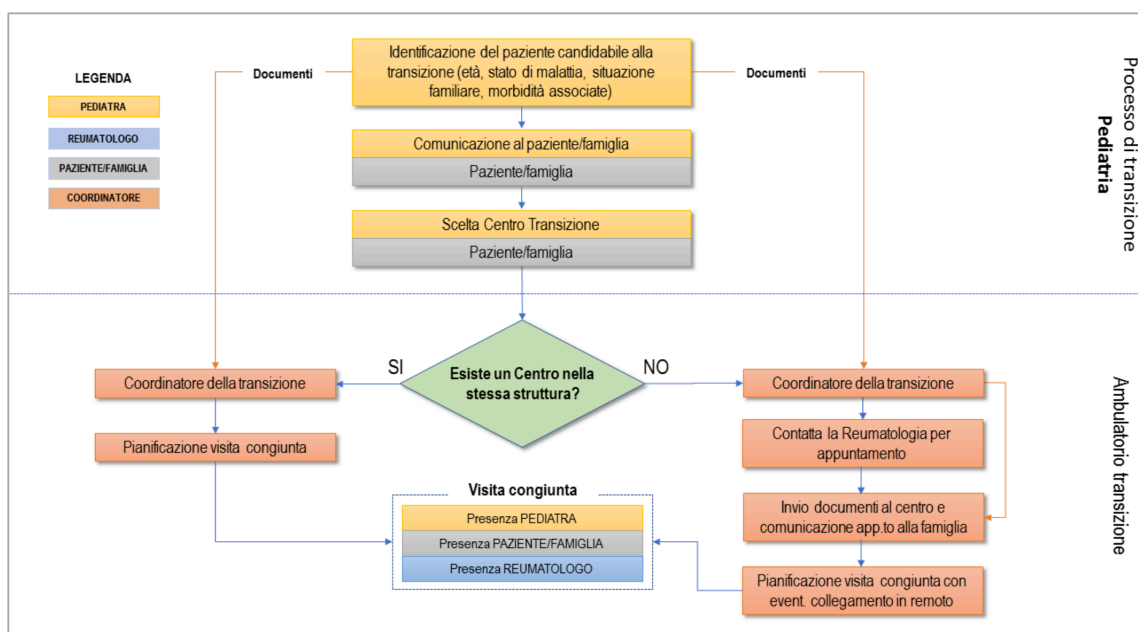 Identificazione del paziente candidabile alla
transizione (età, stato di malattia, situazione
familiare, morbidità associate)
Documenti
Documenti
LEGENDA
PEDIATRA
REUMATOLOGO
PAZIENTE/FAMIGLIA
COORDINATORE
Comunicazione al paziente/famiglia
Paziente/famiglia
Scelta Centro Transizione
Paziente/famiglia
Processo di transizione
Pediatria
SI
Esiste un Centro nella
stessa struttura?
NO
Coordinatore della transizione
Pianificazione visita congiunta
Coordinatore della transizione
Contatta la Reumatologia per
appuntamento
Invio documenti al centro e
comunicazione app.to alla famiglia
Pianificazione visita congiunta con
event. collegamento in remoto
Visita congiunta
Presenza PEDIATRA
Presenza PAZIENTE/FAMIGLIA
Presenza REUMATOLOGO
Ambulatorio transizione